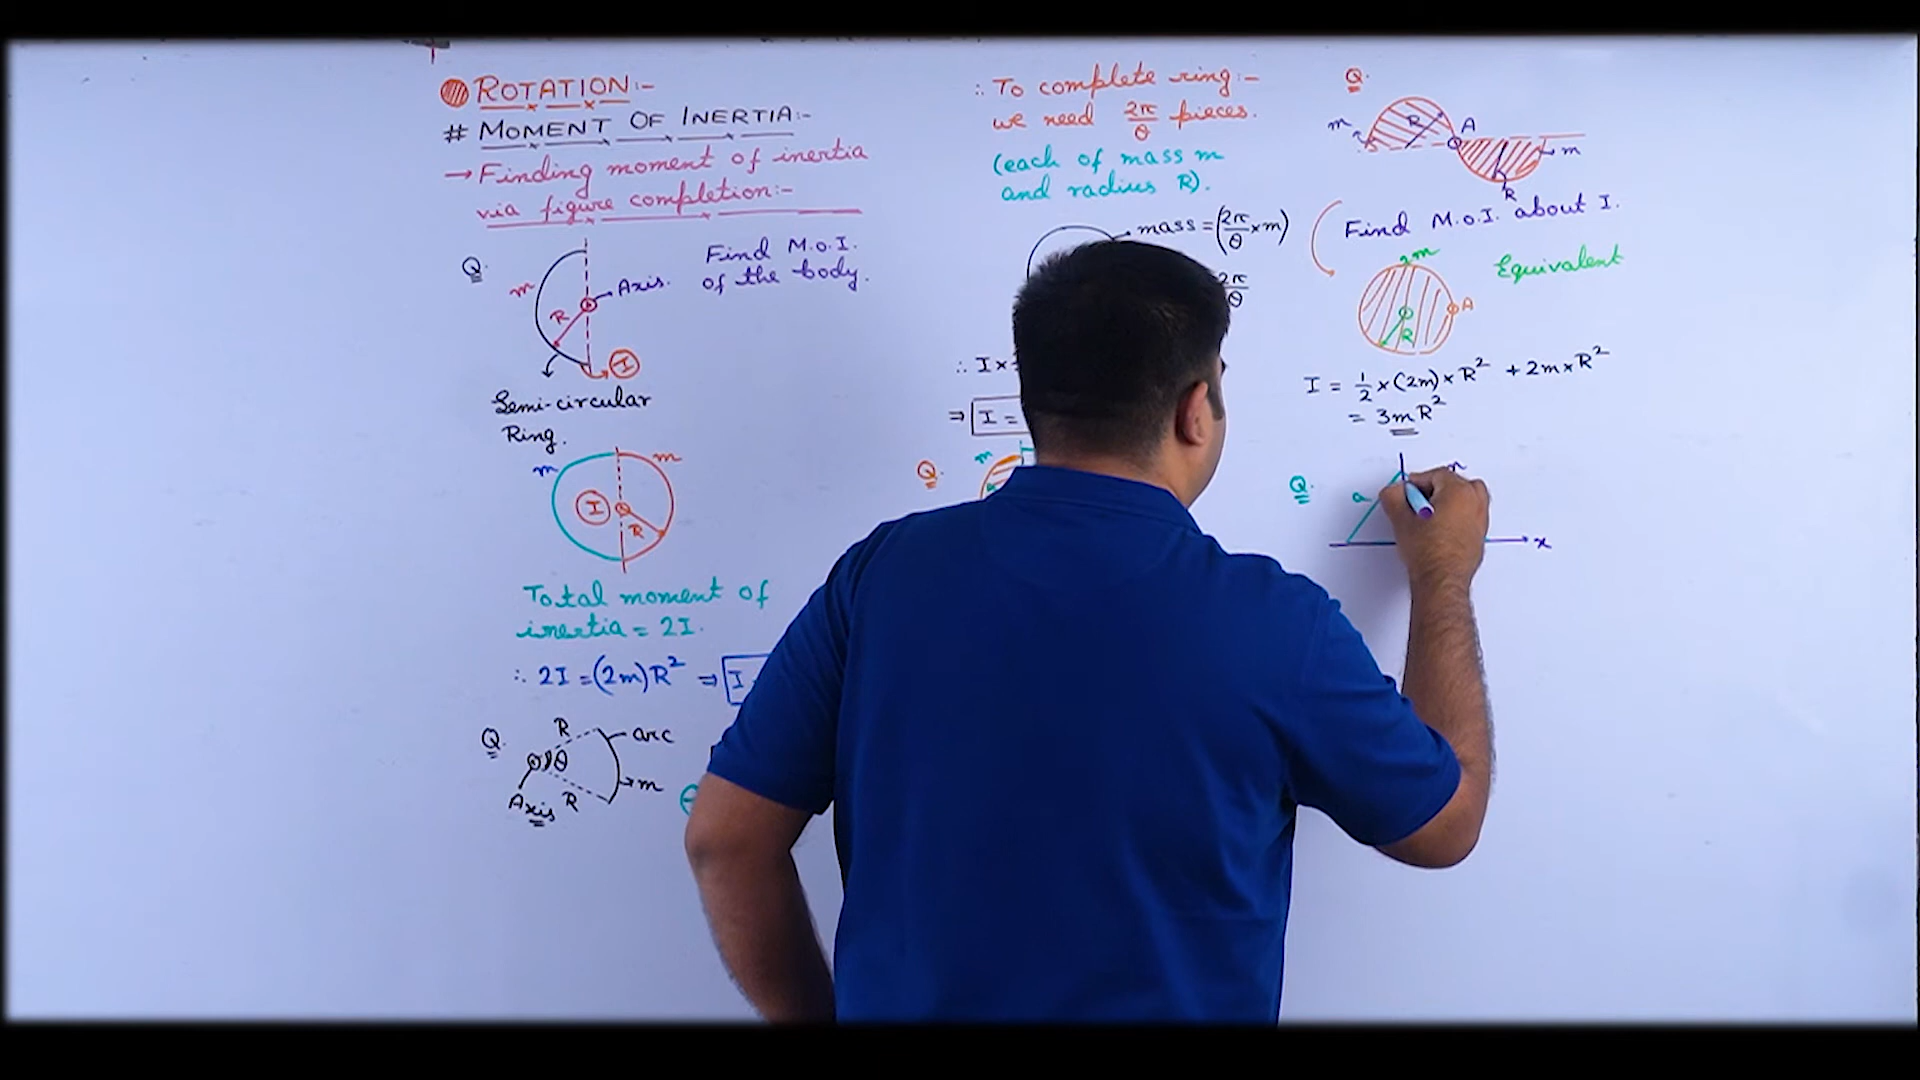 ROTATION:-
# MOMENT OF INERTIA:-
→ Finding moment of inertia
via figure completion:-
Q.
m
R
Axis.
I
Find M.o.I.
of the body.
Semi-circular
Ring.
m
m
I
R
Total moment of
inertia = 2I.
∴ 2I = (2m)R² ⇒ I
Q.
R
θ
R
Axis
arc
m
∴ To complete ring:-
we need 2π/θ pieces.
(each of mass m
and radius R).
mass = (2π/θ × m)
2π/θ
∴ I ×
⇒ I =
Q.
m
Q.
m
R
A
m
R
Find M.o.I. about I.
2m
Equivalent
A
R
I = 1/2 × (2m) × R² + 2m × R²
= 3mR²
Q.
a
x